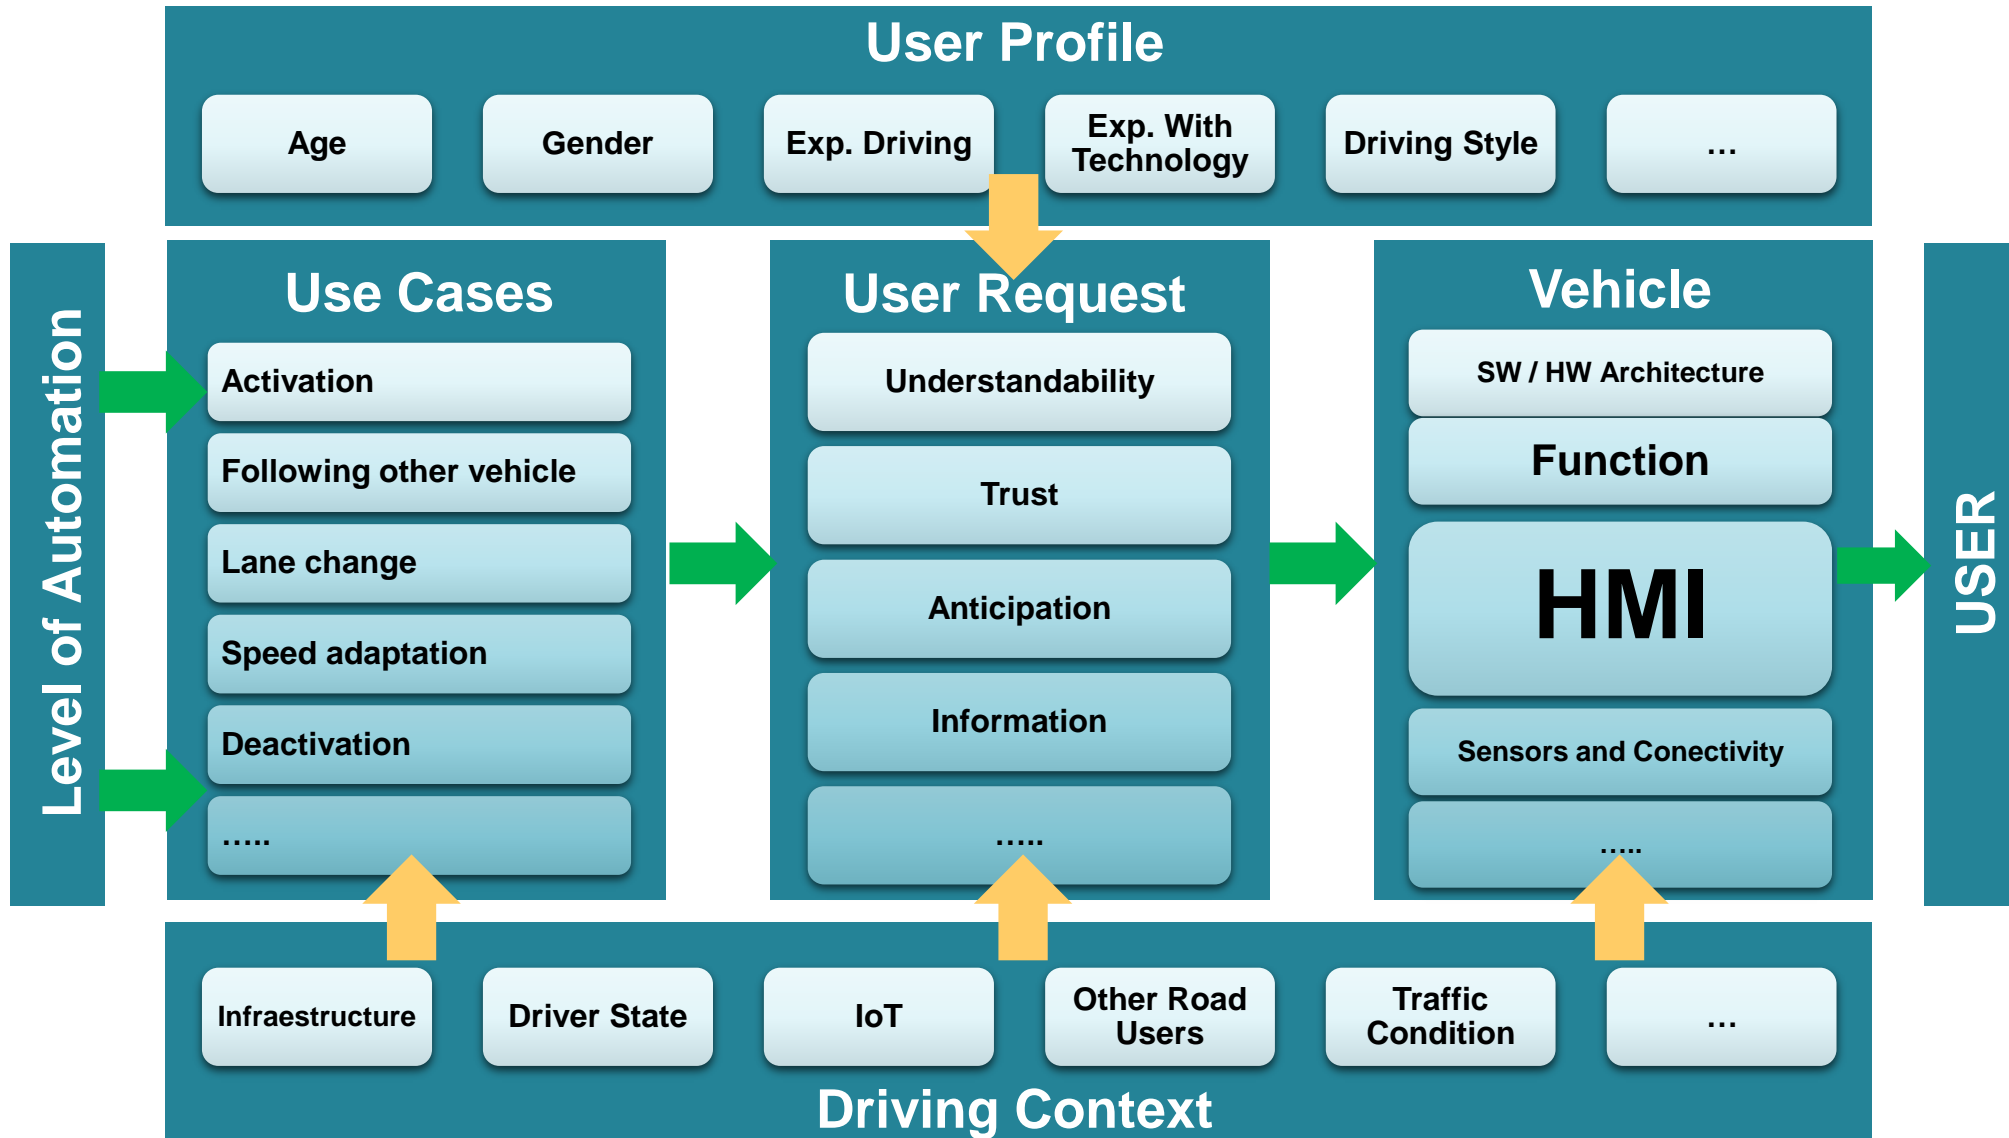 User Profile
Age
Gender
Exp. Driving
Exp. With
Technology
Driving Style
...
Level of Automation
Use Cases
Activation
Following other vehicle
Lane change
Speed adaptation
Deactivation
.....
User Request
Understandability
Trust
Anticipation
Information
.....
Vehicle
SW / HW Architecture
Function
HMI
Sensors and Conectivity
.....
USER
Infraestructure
Driver State
IoT
Other Road
Users
Traffic
Condition
...
Driving Context